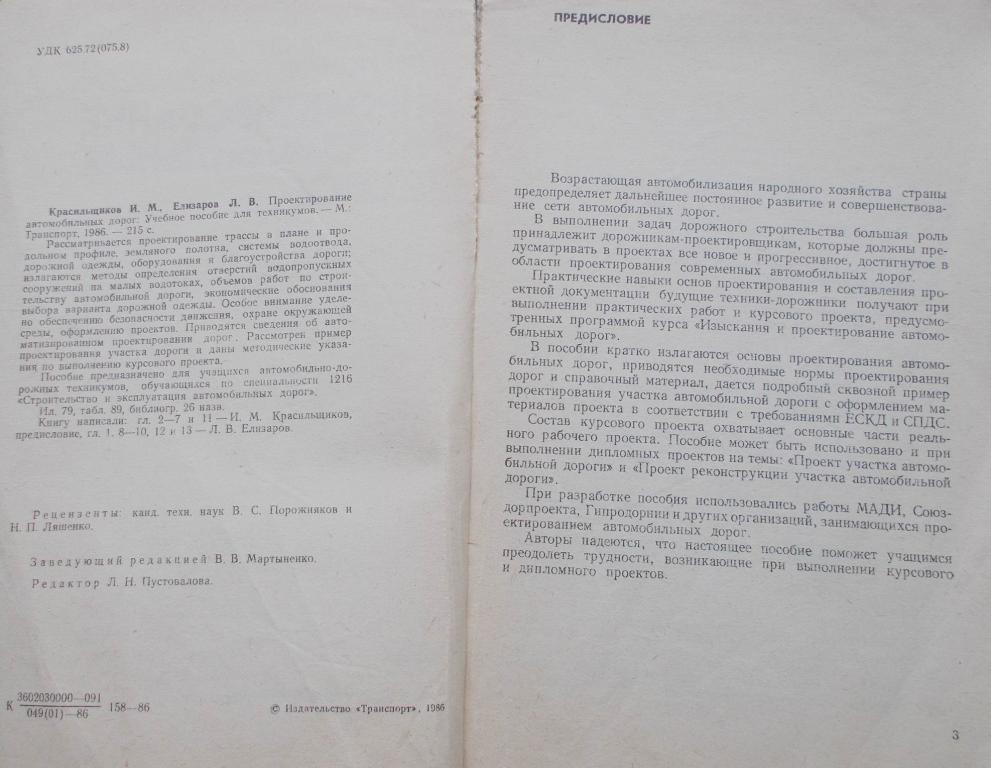 УДК 625.72(075.8)
Красильщиков И. М., Елизаров Л. В. Проектирование
автомобильных дорог: Учебное пособие для техникумов. — М.:
Транспорт, 1986. — 215 с.
Рассматривается проектирование трассы в плане и про-
дольном профиле, земляного полотна, системы водоотвода,
дорожной одежды, оборудования и благоустройства дороги;
излагаются методы определения отверстий водопропускных
сооружений на малых водотоках, объемов работ по строи-
тельству автомобильной дороги, экономические обоснования
выбора варианта дорожной одежды. Особое внимание уделе-
но обеспечению безопасности движения, охране окружающей
среды, оформлению проектов. Приводятся сведения об авто-
матизированном проектировании дорог. Рассмотрен пример
проектирования участка дороги и даны методические указа-
ния по выполнению курсового проекта.
Пособие предназначено для учащихся автомобильно-до-
рожных техникумов, обучающихся по специальности 1216
«Строительство и эксплуатация автомобильных дорог».
Ил. 79, табл. 89, библиогр. 26 назв.
Книгу написали: гл. 2—7 и 11 — И. М. Красильщиков,
предисловие, гл. 1, 8—10, 12 и 13 — Л. В. Елизаров.
Рецензенты: канд. техн. наук В. С. Порожняков и
Н. П. Ляшенко.
Заведующий редакцией В. В. Мартыненко.
Редактор Л. Н. Пустовалова.
К 3602030000—091
049(01)—86 158—86
© Издательство «Транспорт», 1986
ПРЕДИСЛОВИЕ
Возрастающая автомобилизация народного хозяйства страны
предопределяет дальнейшее постоянное развитие и совершенствова-
ние сети автомобильных дорог.
В выполнении задач дорожного строительства большая роль
принадлежит дорожникам-проектировщикам, которые должны пре-
дусматривать в проектах все новое и прогрессивное, достигнутое в
области проектирования современных автомобильных дорог.
Практические навыки основ проектирования и составления про-
ектной документации будущие техники-дорожники получают при
выполнении практических работ и курсового проекта, предусмо-
тренных программой курса «Изыскания и проектирование автомо-
бильных дорог».
В пособии кратко излагаются основы проектирования автомо-
бильных дорог, приводятся необходимые нормы проектирования
дорог и справочный материал, дается подробный сквозной пример
проектирования участка автомобильной дороги с оформлением ма-
териалов проекта в соответствии с требованиями ЕСКД и СПДС.
Состав курсового проекта охватывает основные части реаль-
ного рабочего проекта. Пособие может быть использовано и при
выполнении дипломных проектов на темы: «Проект участка автомо-
бильной дороги» и «Проект реконструкции участка автомобильной
дороги».
При разработке пособия использовались работы МАДИ, Союз-
дорпроекта, Гипродорнии и других организаций, занимающихся про-
ектированием автомобильных дорог.
Авторы надеются, что настоящее пособие поможет учащимся
преодолеть трудности, возникающие при выполнении курсового
и дипломного проектов.
3